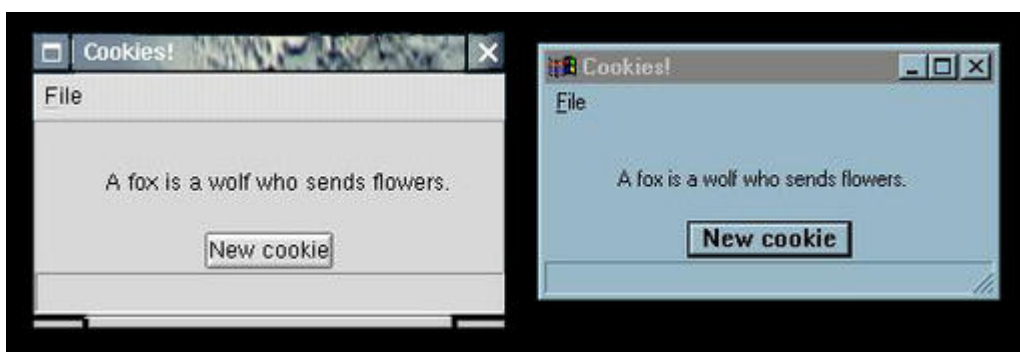 Cookies!
File
A fox is a wolf who sends flowers.
New cookie
Cookies!
File
A fox is a wolf who sends flowers.
New cookie